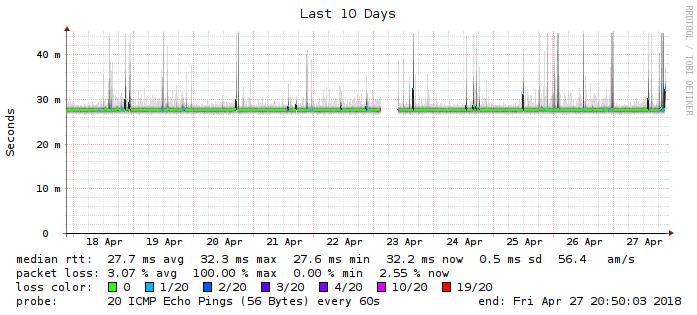 Last 10 Days
RRDTOOL / TOBI OETIKER
Seconds
40 m
30 m
20 m
10 m
0
18 Apr 19 Apr 20 Apr 21 Apr 22 Apr 23 Apr 24 Apr 25 Apr 26 Apr 27 Apr
median rtt: 27.7 ms avg 32.3 ms max 27.6 ms min 32.2 ms now 0.5 ms sd 56.4 am/s
packet loss: 3.07 % avg 100.00 % max 0.00 % min 2.55 % now
loss color: 0 1/20 2/20 3/20 4/20 10/20 19/20
probe: 20 ICMP Echo Pings (56 Bytes) every 60s end: Fri Apr 27 20:50:03 2018